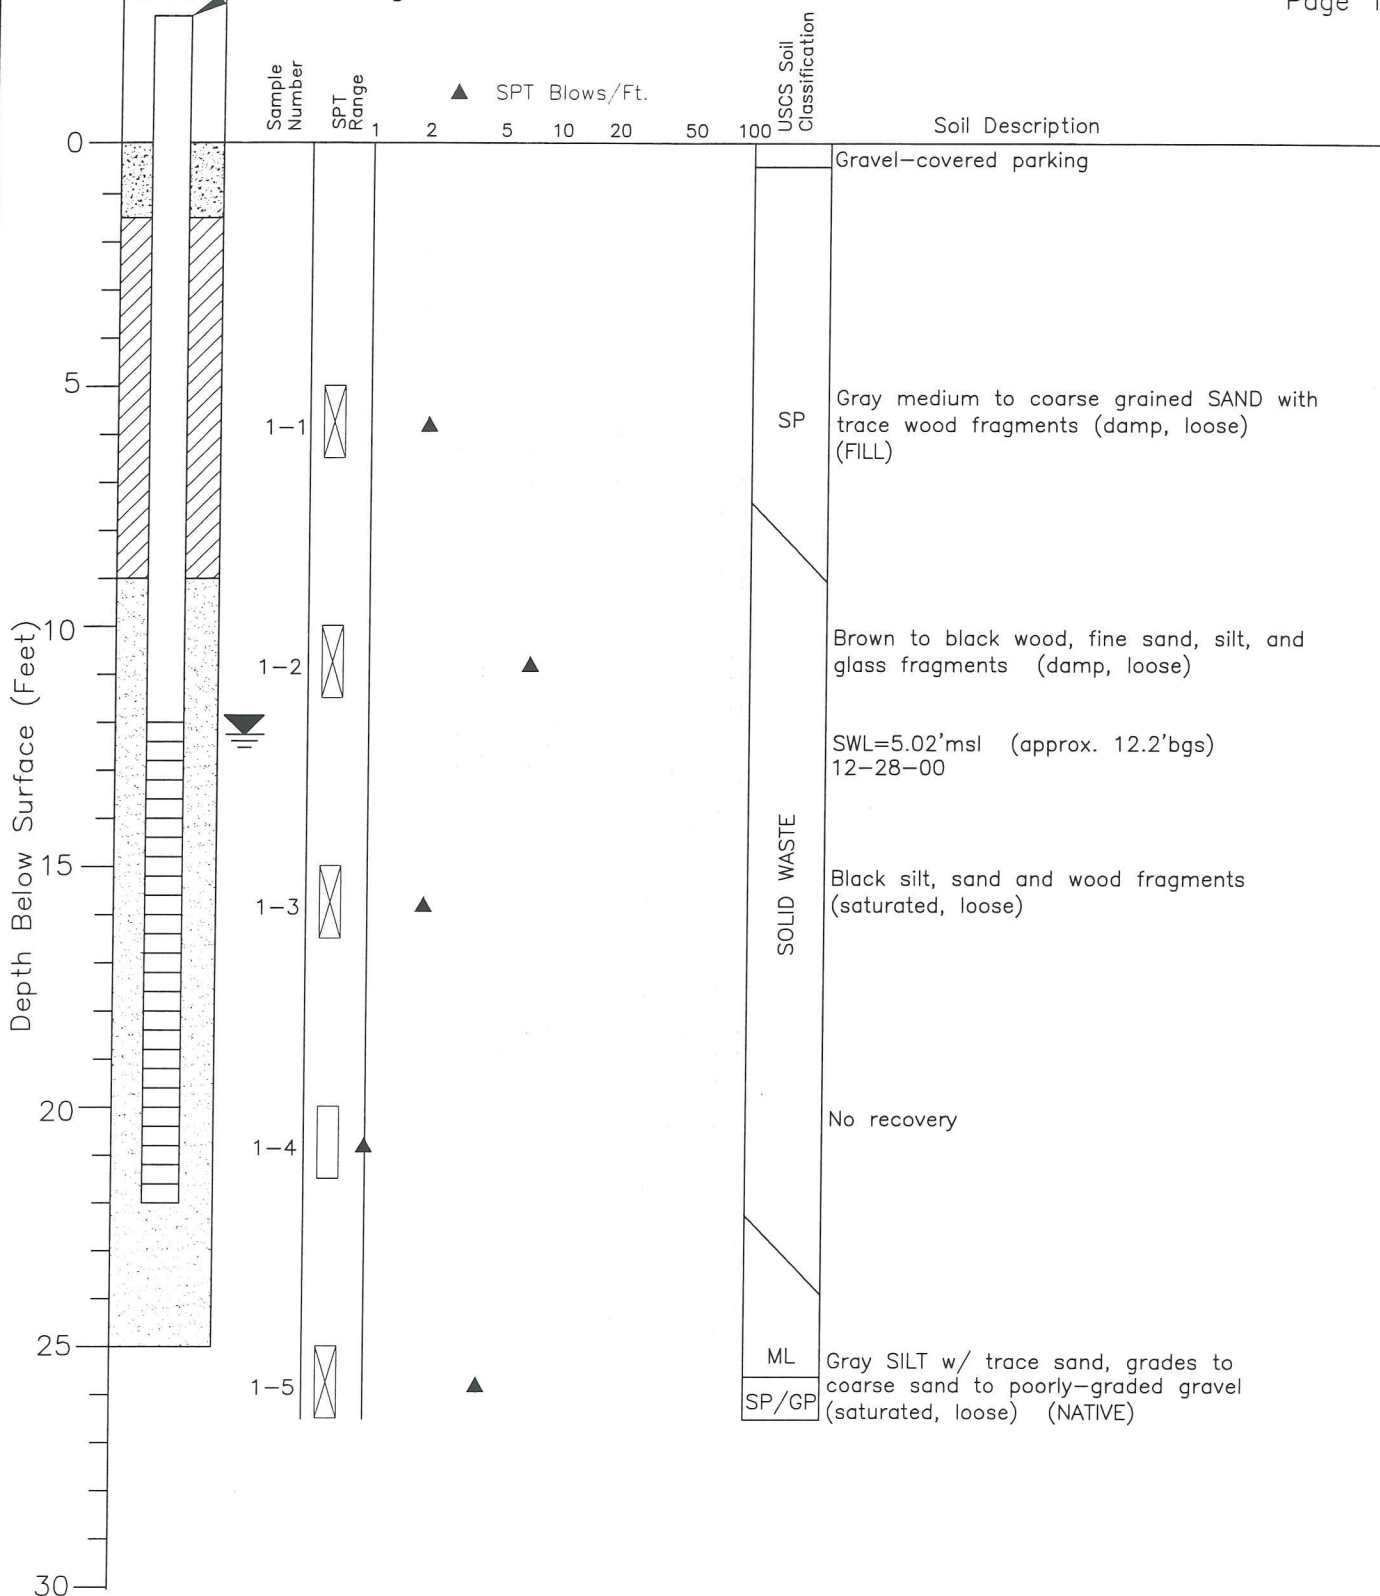 Page 1
Sample
Number
SPT
Range
▲ SPT Blows/Ft.
USCS Soil
Classification
1 2 5 10 20 50 100
Soil Description
0
Gravel-covered parking
5
1-1
SP
Gray medium to coarse grained SAND with
trace wood fragments (damp, loose)
(FILL)
Depth Below Surface (Feet)
10
1-2
Brown to black wood, fine sand, silt, and
glass fragments (damp, loose)
SWL=5.02'msl (approx. 12.2'bgs)
12-28-00
SOLID WASTE
15
1-3
Black silt, sand and wood fragments
(saturated, loose)
20
1-4
No recovery
25
1-5
ML
SP/GP
Gray SILT w/ trace sand, grades to
coarse sand to poorly-graded gravel
(saturated, loose) (NATIVE)
30